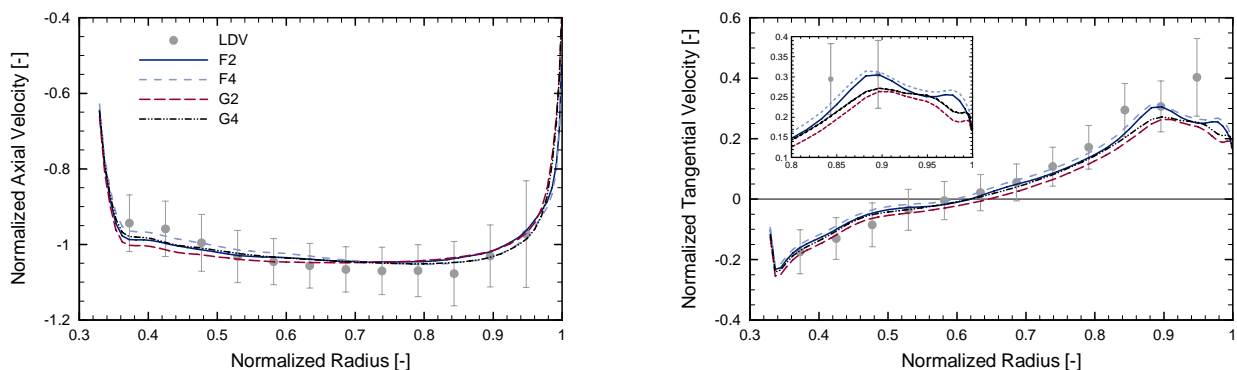 -0.4
-0.6
-0.8
-1.0
-1.2
0.3 0.4 0.5 0.6 0.7 0.8 0.9 1
Normalized Radius [-]
Normalized Axial Velocity [-]
LDV
F2
F4
G2
G4
0.6
0.4
0.2
0
-0.2
-0.4
0.3 0.4 0.5 0.6 0.7 0.8 0.9 1
Normalized Radius [-]
Normalized Tangential Velocity [-]
0.4
0.35
0.3
0.25
0.2
0.15
0.1
0.8 0.85 0.9 0.95 1